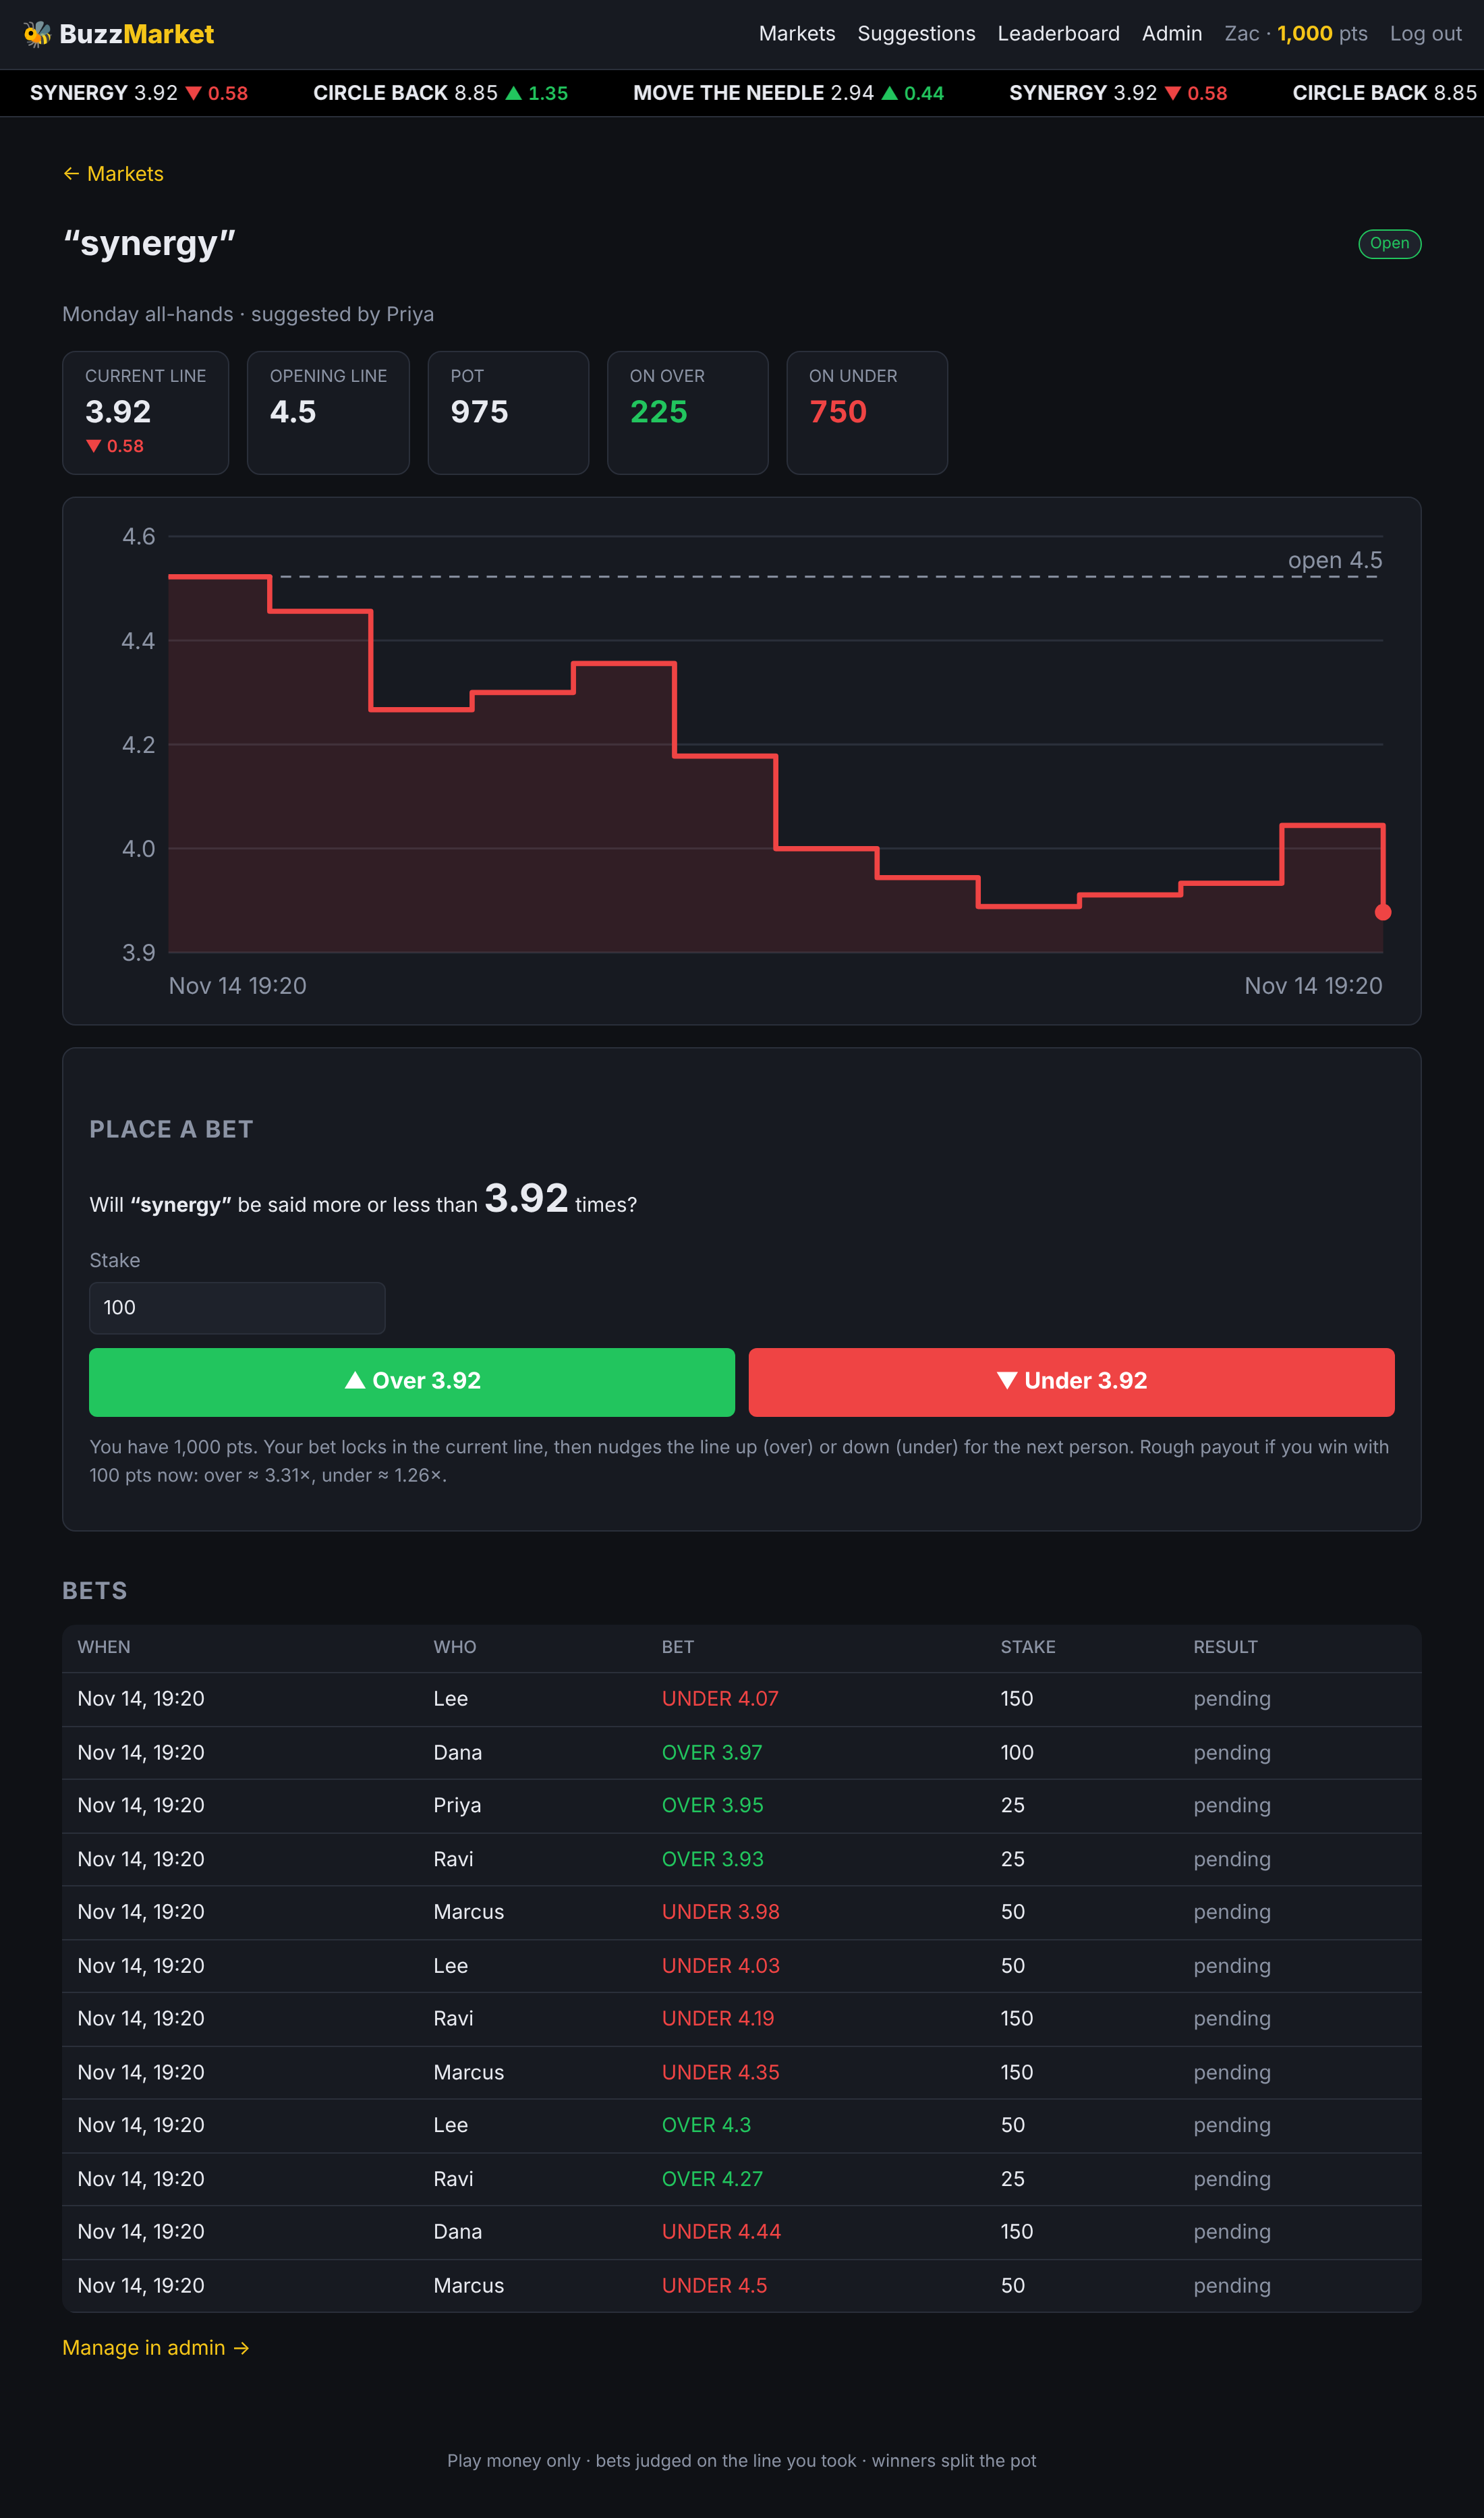 🐝 BuzzMarket
Markets Suggestions Leaderboard Admin Zac · 1,000 pts Log out
SYNERGY 3.92 ▼ 0.58 CIRCLE BACK 8.85 ▲ 1.35 MOVE THE NEEDLE 2.94 ▲ 0.44 SYNERGY 3.92 ▼ 0.58 CIRCLE BACK 8.85
← Markets
“synergy”
Open
Monday all-hands · suggested by Priya
CURRENT LINE
3.92
▼ 0.58
OPENING LINE
4.5
POT
975
ON OVER
225
ON UNDER
750
4.6
open 4.5
4.4
4.2
4.0
3.9
Nov 14 19:20 Nov 14 19:20
PLACE A BET
Will “synergy” be said more or less than 3.92 times?
Stake
100
▲ Over 3.92
▼ Under 3.92
You have 1,000 pts. Your bet locks in the current line, then nudges the line up (over) or down (under) for the next person. Rough payout if you win with
100 pts now: over ≈ 3.31×, under ≈ 1.26×.
BETS
WHEN WHO BET STAKE RESULT
Nov 14, 19:20 Lee UNDER 4.07 150 pending
Nov 14, 19:20 Dana OVER 3.97 100 pending
Nov 14, 19:20 Priya OVER 3.95 25 pending
Nov 14, 19:20 Ravi OVER 3.93 25 pending
Nov 14, 19:20 Marcus UNDER 3.98 50 pending
Nov 14, 19:20 Lee UNDER 4.03 50 pending
Nov 14, 19:20 Ravi UNDER 4.19 150 pending
Nov 14, 19:20 Marcus UNDER 4.35 150 pending
Nov 14, 19:20 Lee OVER 4.3 50 pending
Nov 14, 19:20 Ravi OVER 4.27 25 pending
Nov 14, 19:20 Dana UNDER 4.44 150 pending
Nov 14, 19:20 Marcus UNDER 4.5 50 pending
Manage in admin →
Play money only · bets judged on the line you took · winners split the pot